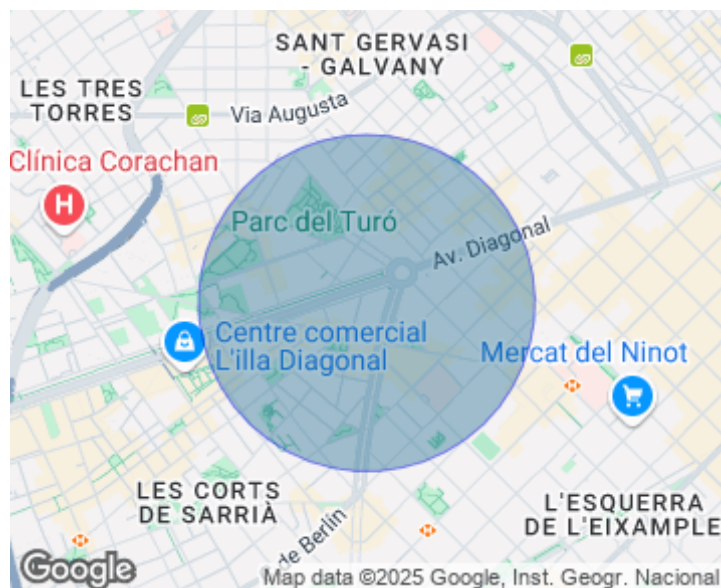 SANT GERVASI
- GALVANY
LES TRES
TORRES
Via Augusta
Clínica Corachan
H
Parc del Turó
Av. Diagonal
Centre comercial
L'illa Diagonal
Mercat del Ninot
LES CORTS
DE SARRIÀ
L'ESQUERRA
DE L'EIXAMPLE
de Berlín
Google
Map data ©2025 Google, Inst. Geogr. Nacional